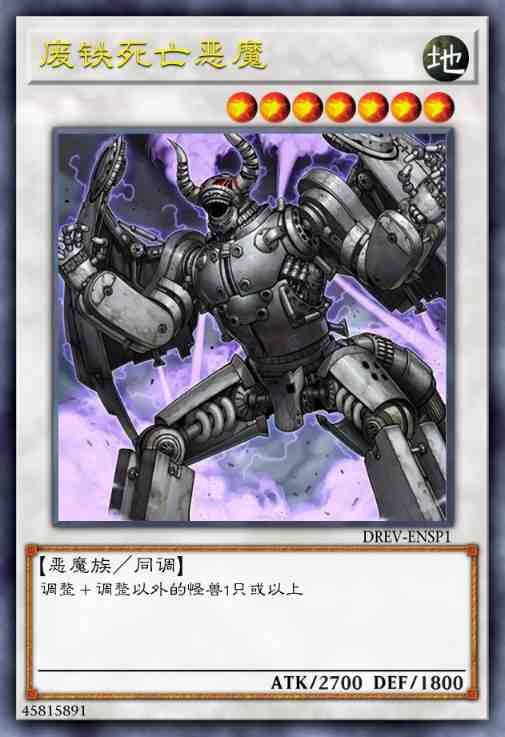 废铁死亡恶魔
地
DREV-ENSP1
【恶魔族／同调】
调整＋调整以外的怪兽1只或以上
ATK/2700 DEF/1800
45815891